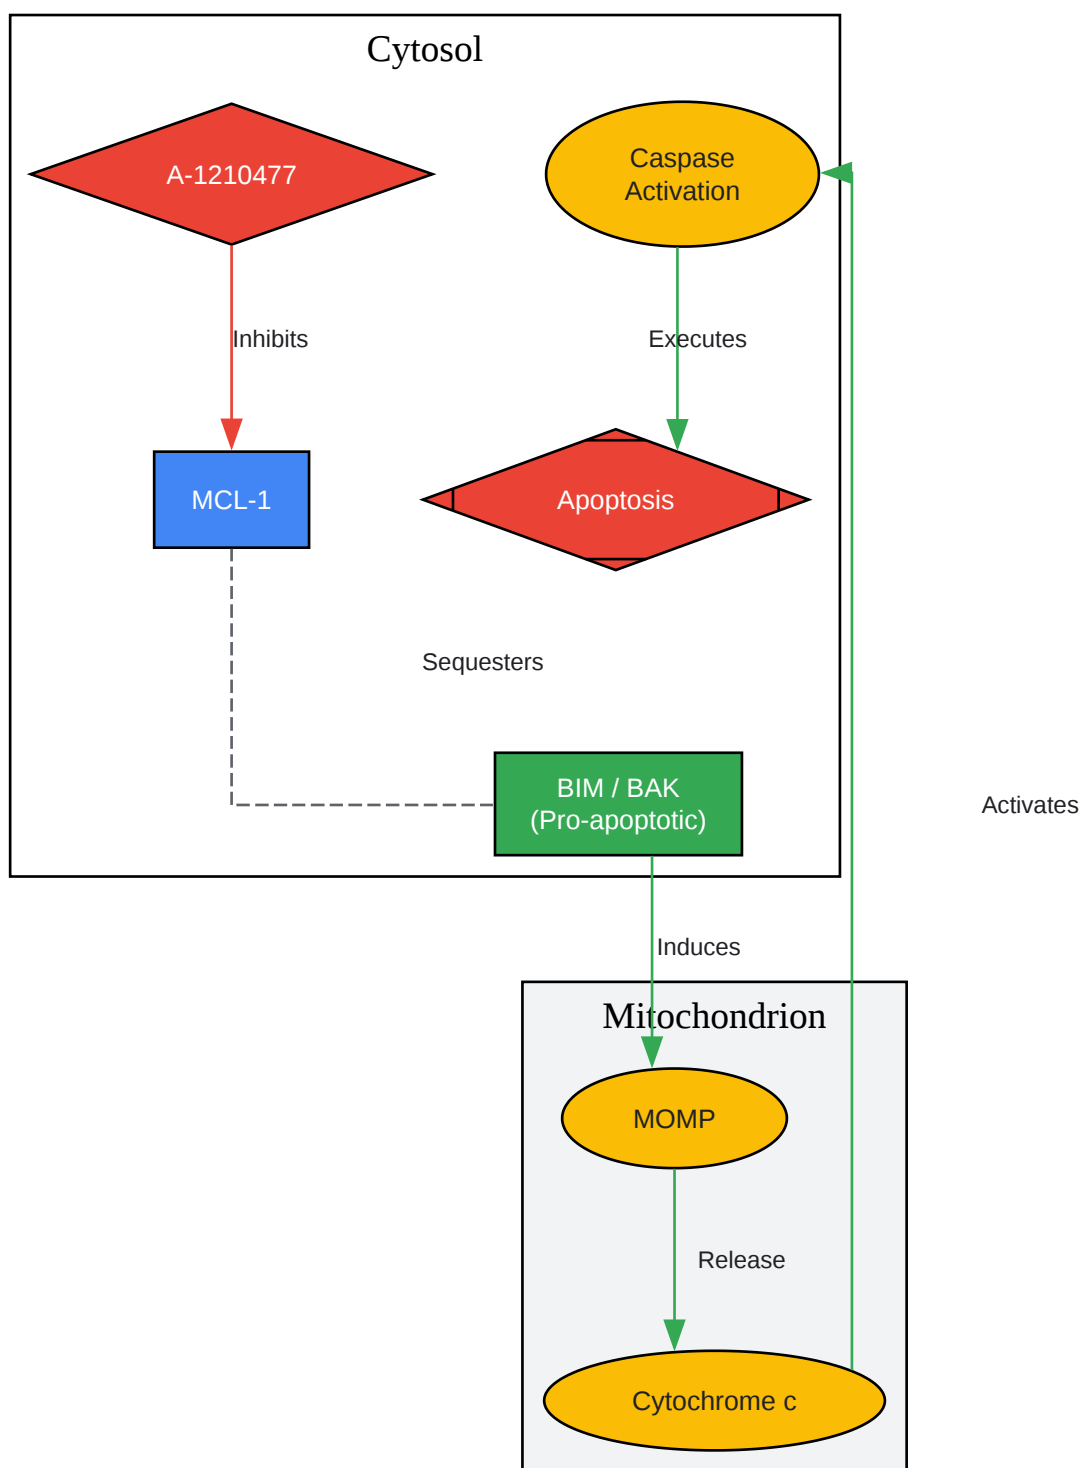 Cytosol
A-1210477
Caspase
Activation
Inhibits
Executes
MCL-1
Apoptosis
Sequesters
BIM / BAK
(Pro-apoptotic)
Activates
Induces
Mitochondrion
MOMP
Release
Cytochrome c